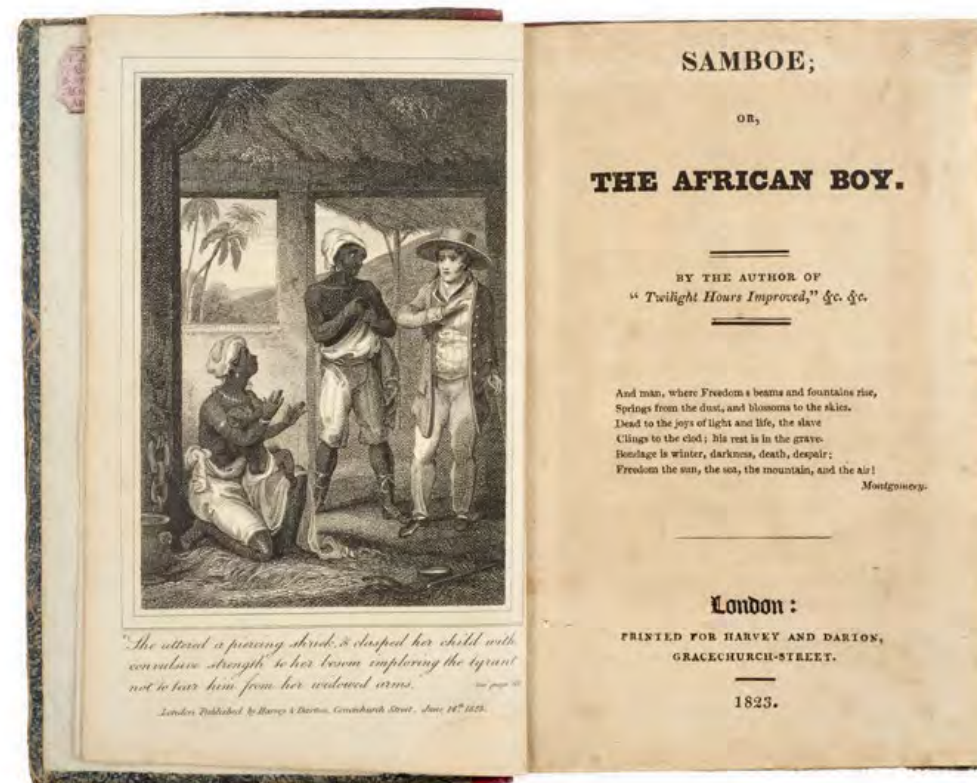 "She uttered a piercing shriek, & clasped her child with
convulsive strength to her bosom imploring the tyrant
not to tear him from her widowed arms.
see page
London. Published by Harvey & Darton, Gracechurch Street, June 14th 1823.
SAMBOE;
OR,
THE AFRICAN BOY.
BY THE AUTHOR OF
"Twilight Hours Improved," &c. &c.
And man, where Freedom s beams and fountains rise,
Springs from the dust, and blossoms to the skies.
Dead to the joys of light and life, the slave
Clings to the clod; his rest is in the grave.
Bondage is winter, darkness, death, despair;
Freedom the sun, the sea, the mountain, and the air!
Montgomery.
London:
PRINTED FOR HARVEY AND DARTON,
GRACECHURCH-STREET.
1823.